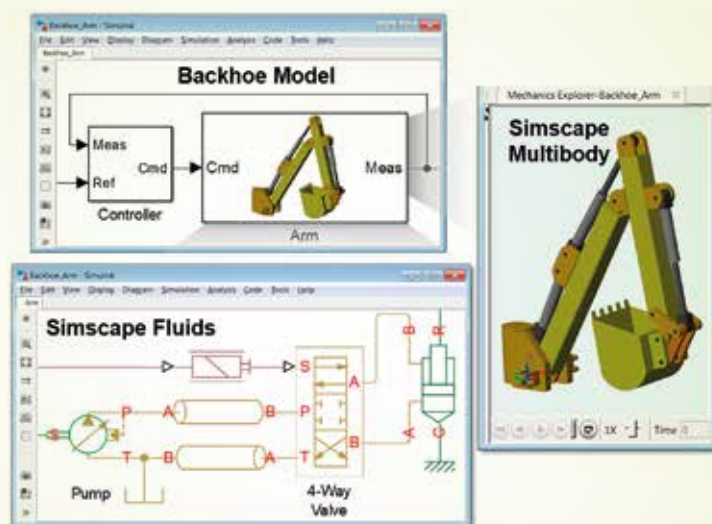 Backhoe_Arm - Simulink
File Edit View Display Diagram Simulation Analysis Code Tools Help
Backhoe_Arm
Backhoe Model
Meas
Ref
Cmd
Controller
Cmd
Meas
Arm
Mechanics Explorer-Backhoe_Arm
Simscape
Multibody
1X
Time 0
Backhoe_Arm - Simulink
File Edit View Display Diagram Simulation Analysis Code Tools Help
Arm
Simscape Fluids
S
A
B
R
S
P
A
B
P
T
B
A
T
B
A
C
Pump
4-Way
Valve